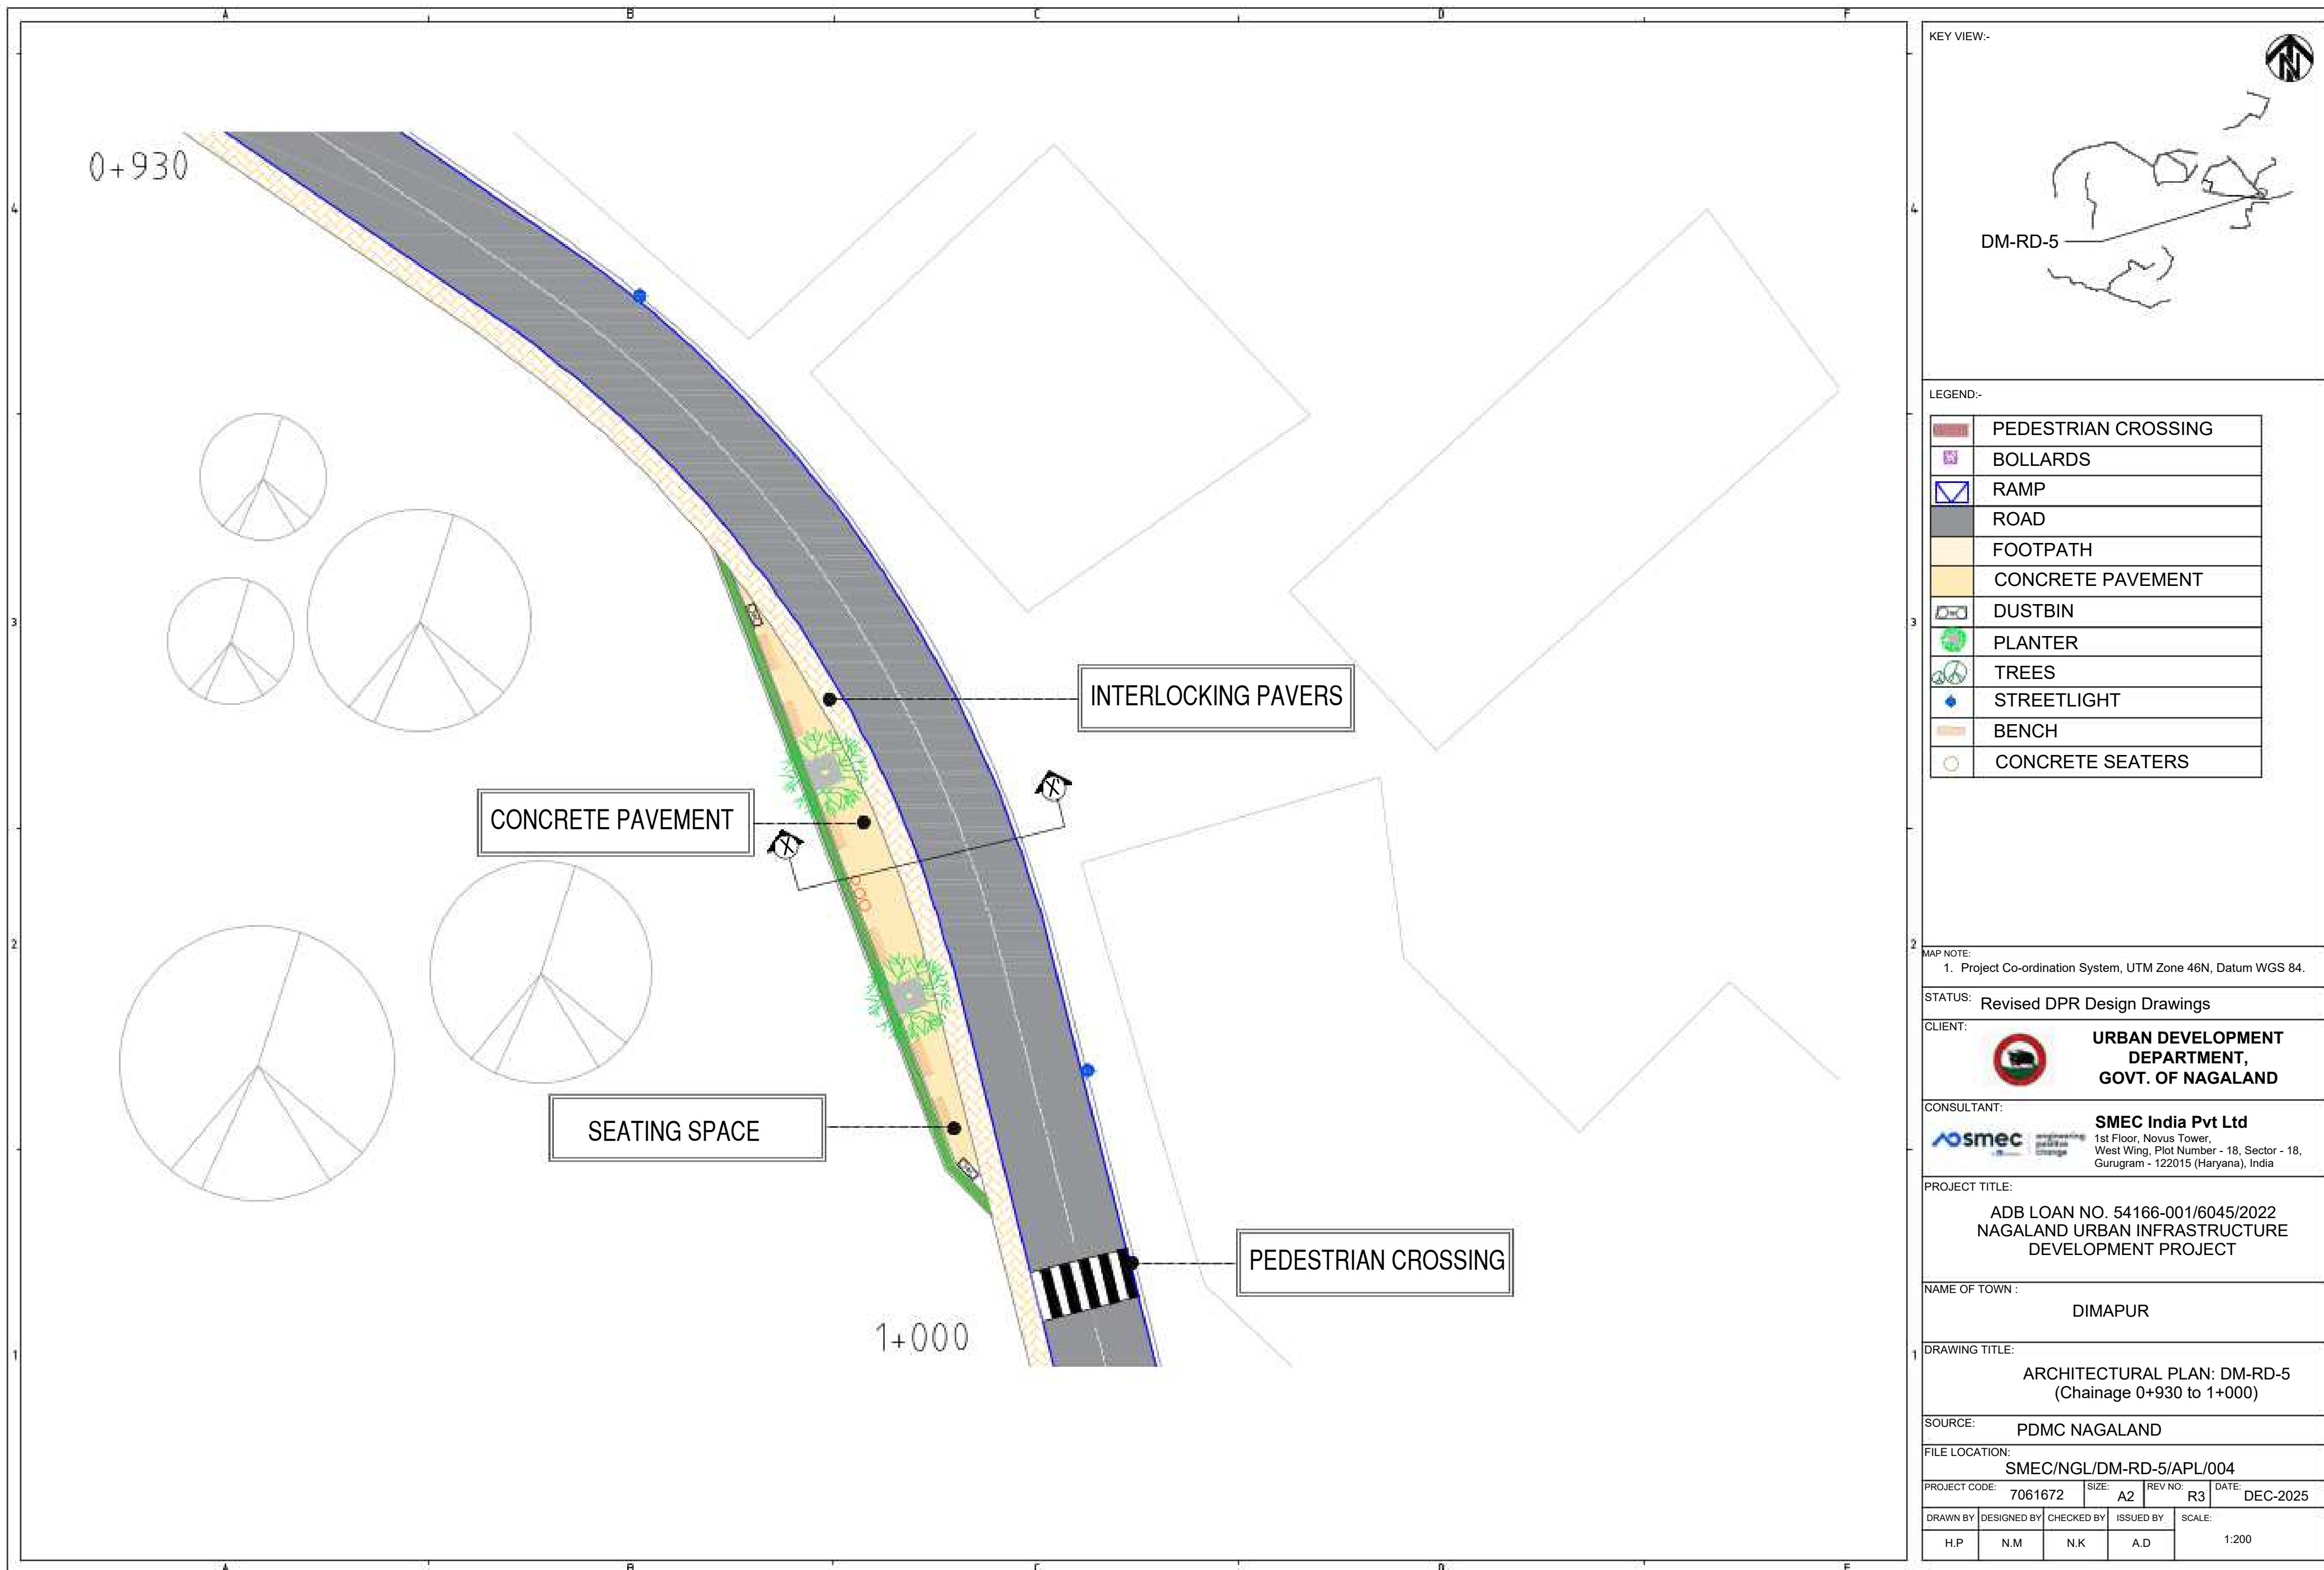 A B C D F
4
3
2
1
4
3
2
1
0+930
INTERLOCKING PAVERS
CONCRETE PAVEMENT
X
X
SEATING SPACE
PEDESTRIAN CROSSING
1+000
KEY VIEW:-
N
DM-RD-5
LEGEND:-
PEDESTRIAN CROSSING
BOLLARDS
RAMP
ROAD
FOOTPATH
CONCRETE PAVEMENT
DUSTBIN
PLANTER
TREES
STREETLIGHT
BENCH
CONCRETE SEATERS
MAP NOTE:
1. Project Co-ordination System, UTM Zone 46N, Datum WGS 84.
STATUS: Revised DPR Design Drawings
CLIENT:
URBAN DEVELOPMENT
DEPARTMENT,
GOVT. OF NAGALAND
CONSULTANT:
smec
engineering
positive
change
SMEC India Pvt Ltd
1st Floor, Novus Tower,
West Wing, Plot Number - 18, Sector - 18,
Gurugram - 122015 (Haryana), India
PROJECT TITLE:
ADB LOAN NO. 54166-001/6045/2022
NAGALAND URBAN INFRASTRUCTURE
DEVELOPMENT PROJECT
NAME OF TOWN :
DIMAPUR
DRAWING TITLE:
ARCHITECTURAL PLAN: DM-RD-5
(Chainage 0+930 to 1+000)
SOURCE: PDMC NAGALAND
FILE LOCATION:
SMEC/NGL/DM-RD-5/APL/004
PROJECT CODE: 7061672 SIZE: A2 REV NO: R3 DATE: DEC-2025
DRAWN BY DESIGNED BY CHECKED BY ISSUED BY SCALE:
H.P N.M N.K A.D 1:200